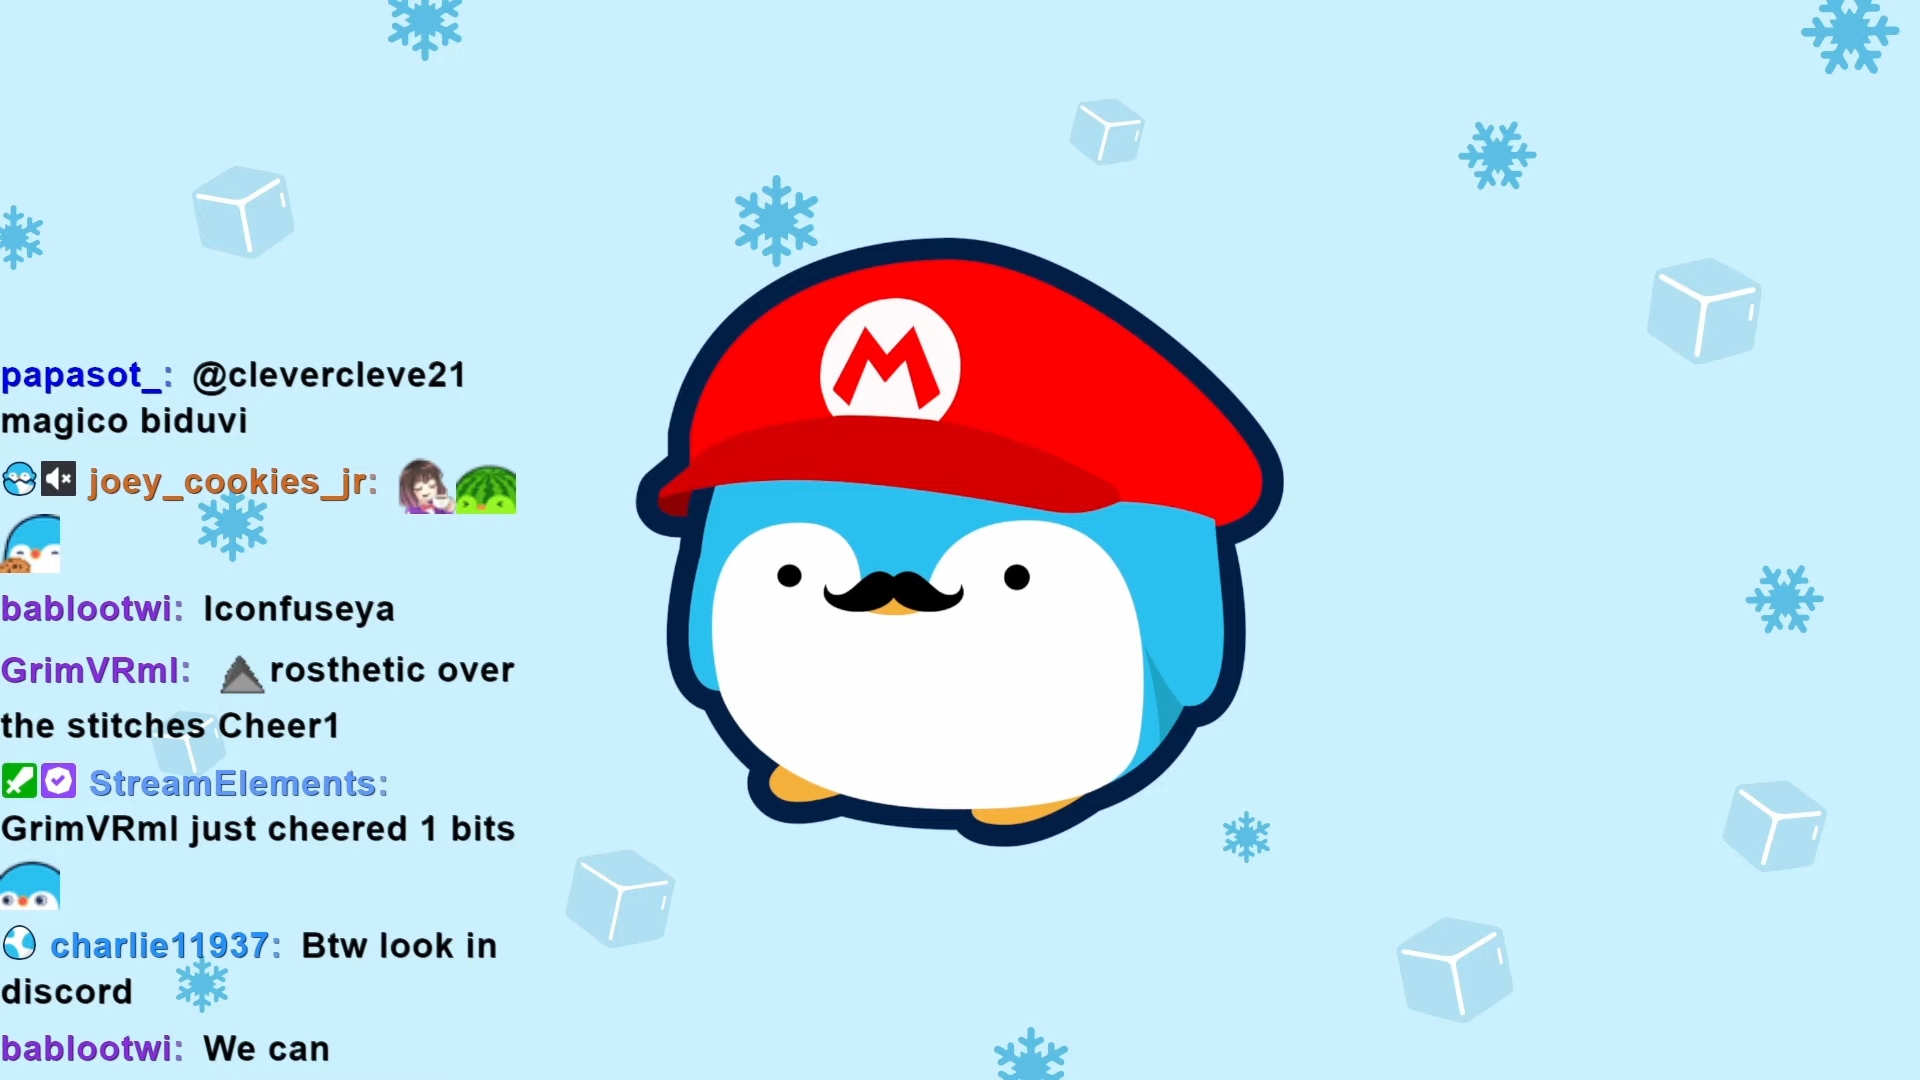 M
papasot_: @clevercleve21
magico biduvi
joey_cookies_jr:
bablootwi: Iconfuseya
GrimVRml: rosthetic over
the stitches Cheer1
StreamElements:
GrimVRml just cheered 1 bits
charlie11937: Btw look in
discord
bablootwi: We can